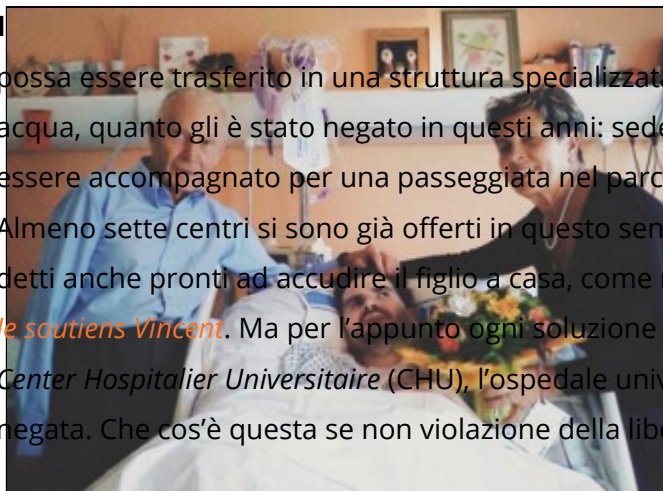 possa essere trasferito in una struttura specializzata
acqua, quanto gli è stato negato in questi anni: sede
essere accompagnato per una passeggiata nel parc
Almeno sette centri si sono già offerti in questo sen
detti anche pronti ad accudire il figlio a casa, come
Je soutiens Vincent. Ma per l'appunto ogni soluzione
Center Hospitalier Universitaire (CHU), l'ospedale univ
negata. Che cos'è questa se non violazione della libe